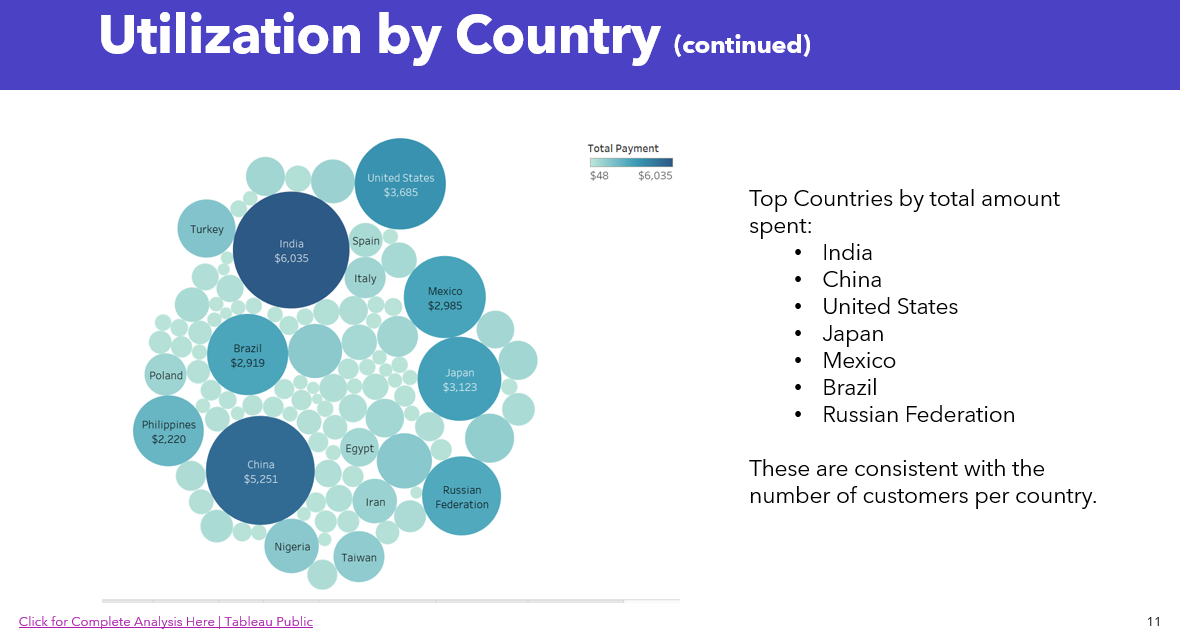 Utilization by Country (continued)
United States
$3,685
Turkey
India
$6,035
Spain
Italy
Mexico
$2,985
Brazil
$2,919
Japan
$3,123
Poland
Philippines
$2,220
China
$5,251
Egypt
Russian
Federation
Iran
Nigeria
Taiwan
Total Payment
$48 $6,035
Top Countries by total amount
spent:
• India
• China
• United States
• Japan
• Mexico
• Brazil
• Russian Federation
These are consistent with the
number of customers per country.
Click for Complete Analysis Here | Tableau Public
11